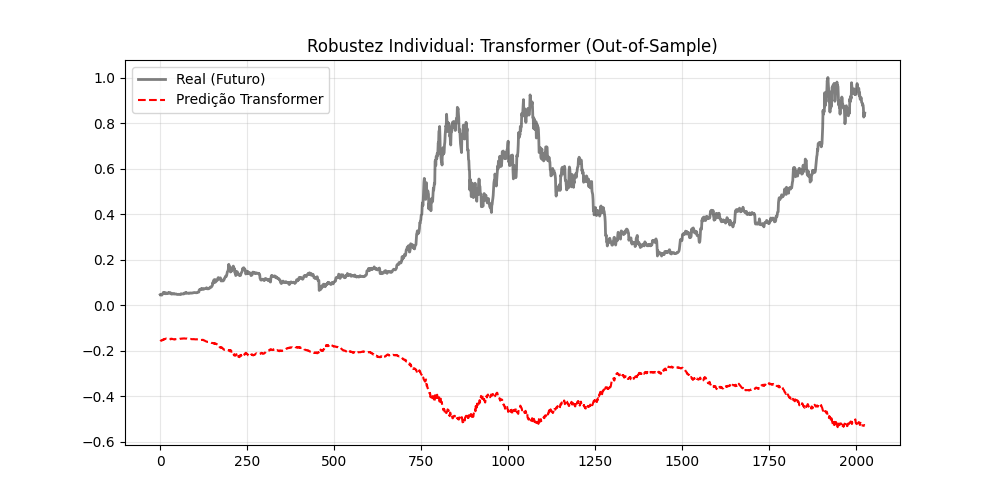 Robustez Individual: Transformer (Out-of-Sample)
Real (Futuro)
Predição Transformer
1.0
0.8
0.6
0.4
0.2
0.0
−0.2
−0.4
−0.6
0 250 500 750 1000 1250 1500 1750 2000